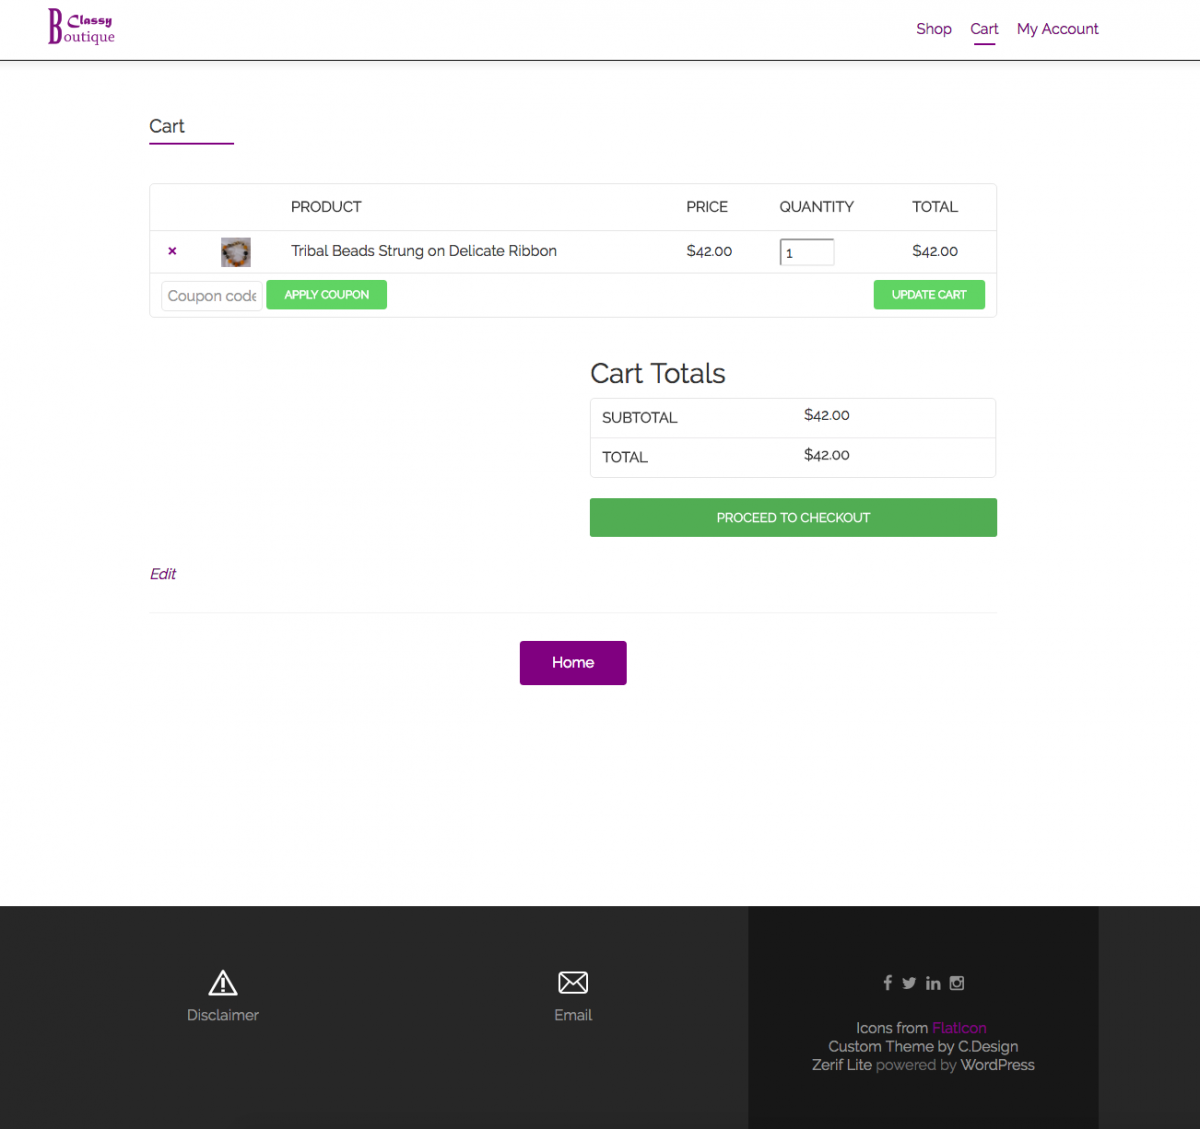 Classy
Boutique
Shop Cart My Account
Cart
PRODUCT PRICE QUANTITY TOTAL
× Tribal Beads Strung on Delicate Ribbon $42.00 1 $42.00
Coupon code APPLY COUPON UPDATE CART
Cart Totals
SUBTOTAL $42.00
TOTAL $42.00
PROCEED TO CHECKOUT
Edit
Home
Disclaimer
Email
Icons from FlatIcon
Custom Theme by C.Design
Zerif Lite powered by WordPress